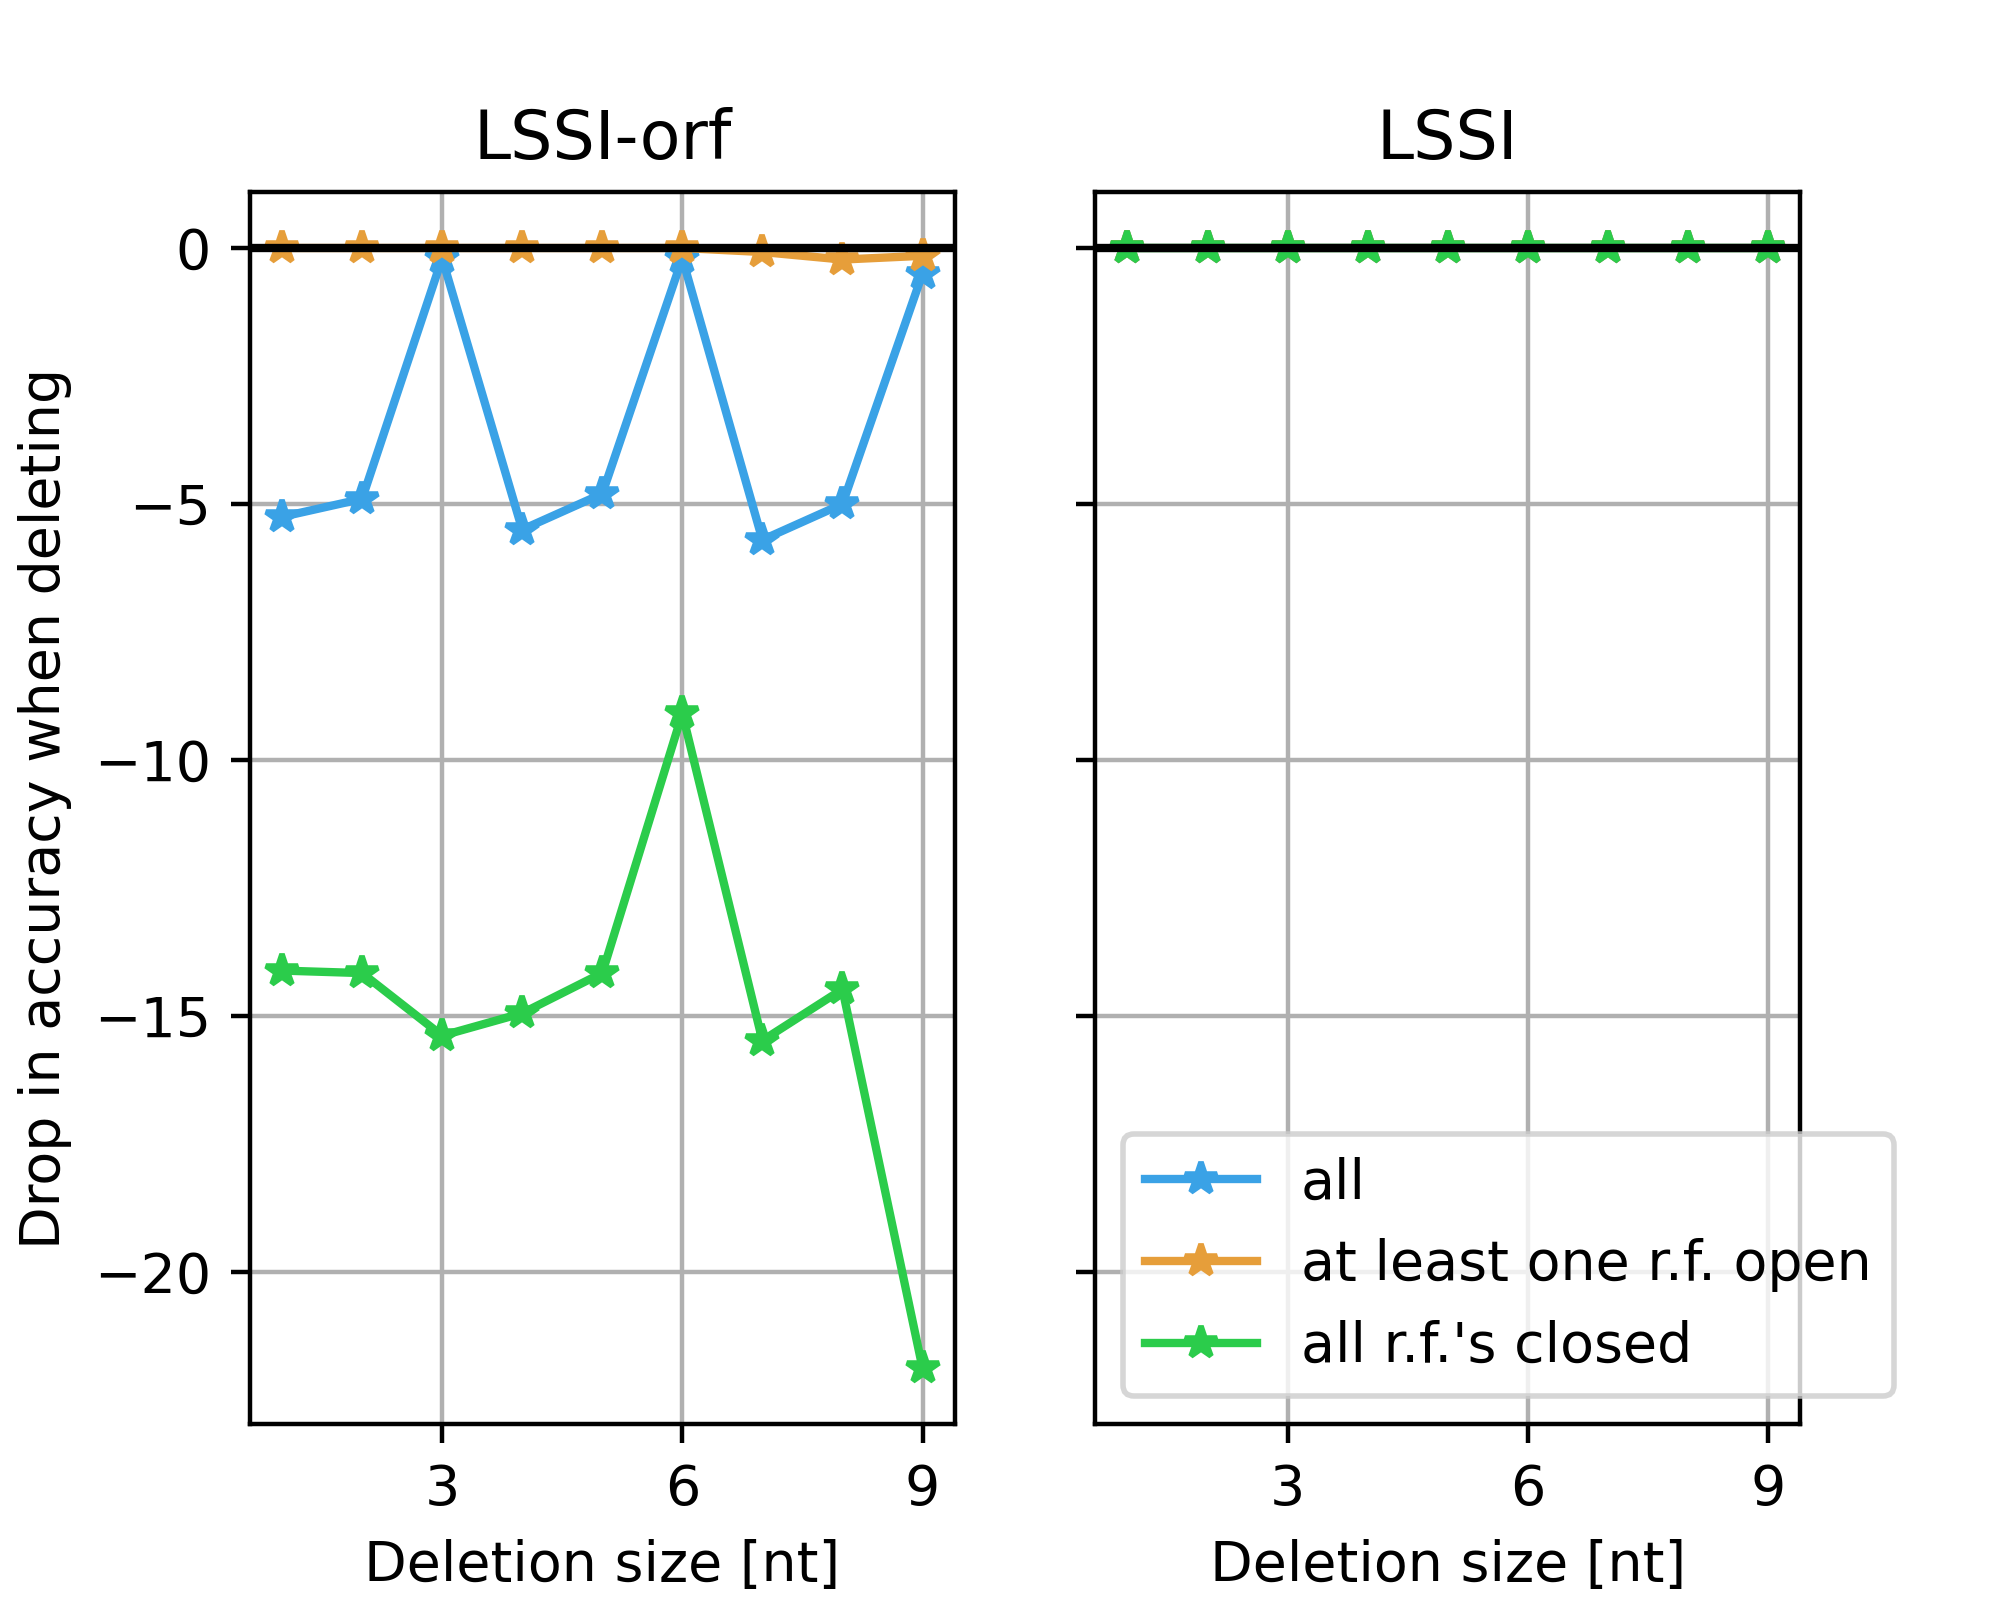 LSSI-orf
LSSI
Drop in accuracy when deleting
0
−5
−10
−15
−20
3 6 9
3 6 9
Deletion size [nt]
Deletion size [nt]
all
at least one r.f. open
all r.f.'s closed